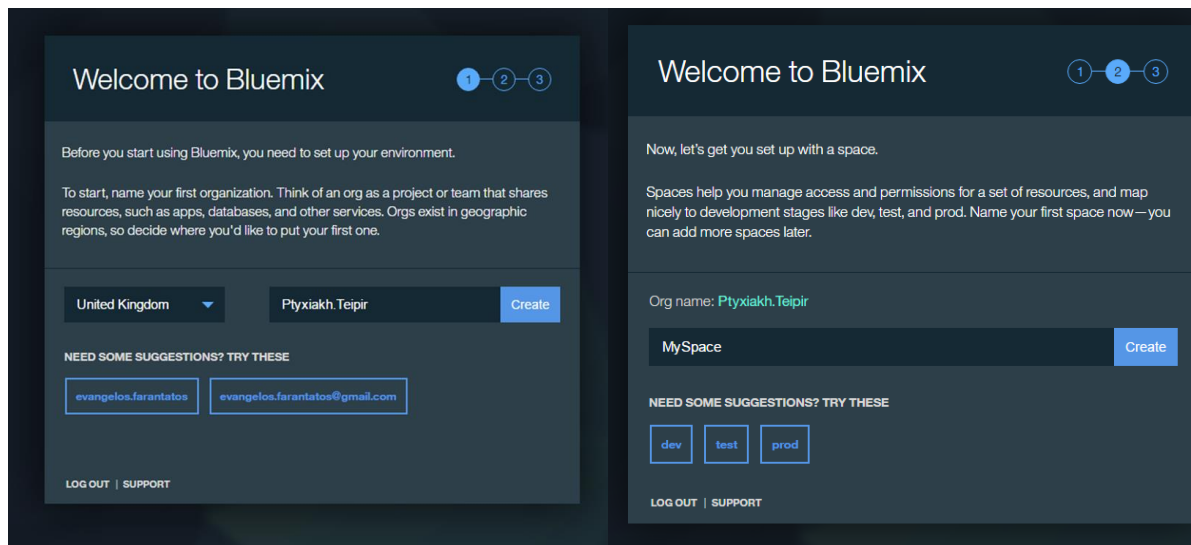 Welcome to Bluemix
1 2 3
Before you start using Bluemix, you need to set up your environment.
To start, name your first organization. Think of an org as a project or team that shares
resources, such as apps, databases, and other services. Orgs exist in geographic
regions, so decide where you'd like to put your first one.
United Kingdom
Ptyxiakh.Teipir
Create
NEED SOME SUGGESTIONS? TRY THESE
evangelos.farantatos
evangelos.farantatos@gmail.com
LOG OUT | SUPPORT
Welcome to Bluemix
1 2 3
Now, let's get you set up with a space.
Spaces help you manage access and permissions for a set of resources, and map
nicely to development stages like dev, test, and prod. Name your first space now—you
can add more spaces later.
Org name: Ptyxiakh.Teipir
MySpace
Create
NEED SOME SUGGESTIONS? TRY THESE
dev
test
prod
LOG OUT | SUPPORT